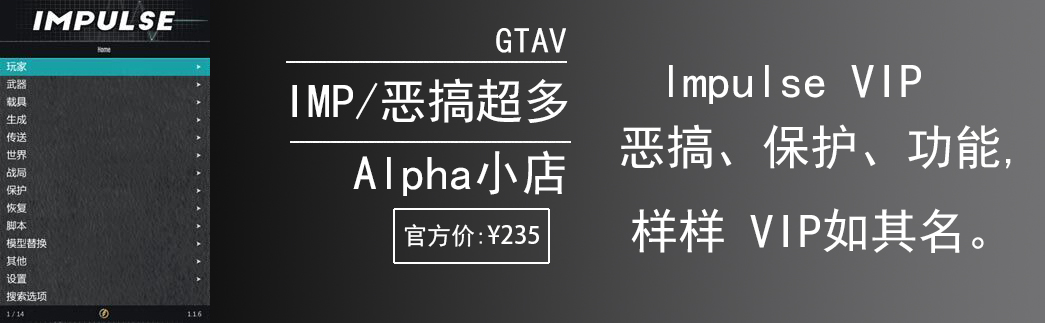 IMPULSE
Home
玩家
武器
载具
生成
传送
世界
战局
保护
恢复
脚本
模型替换
其他
设置
搜索选项
1 / 14
1.1.6
GTAV
IMP/恶搞超多
Alpha小店
官方价:¥235
Impulse VIP
恶搞、保护、功能,
样样 VIP如其名。